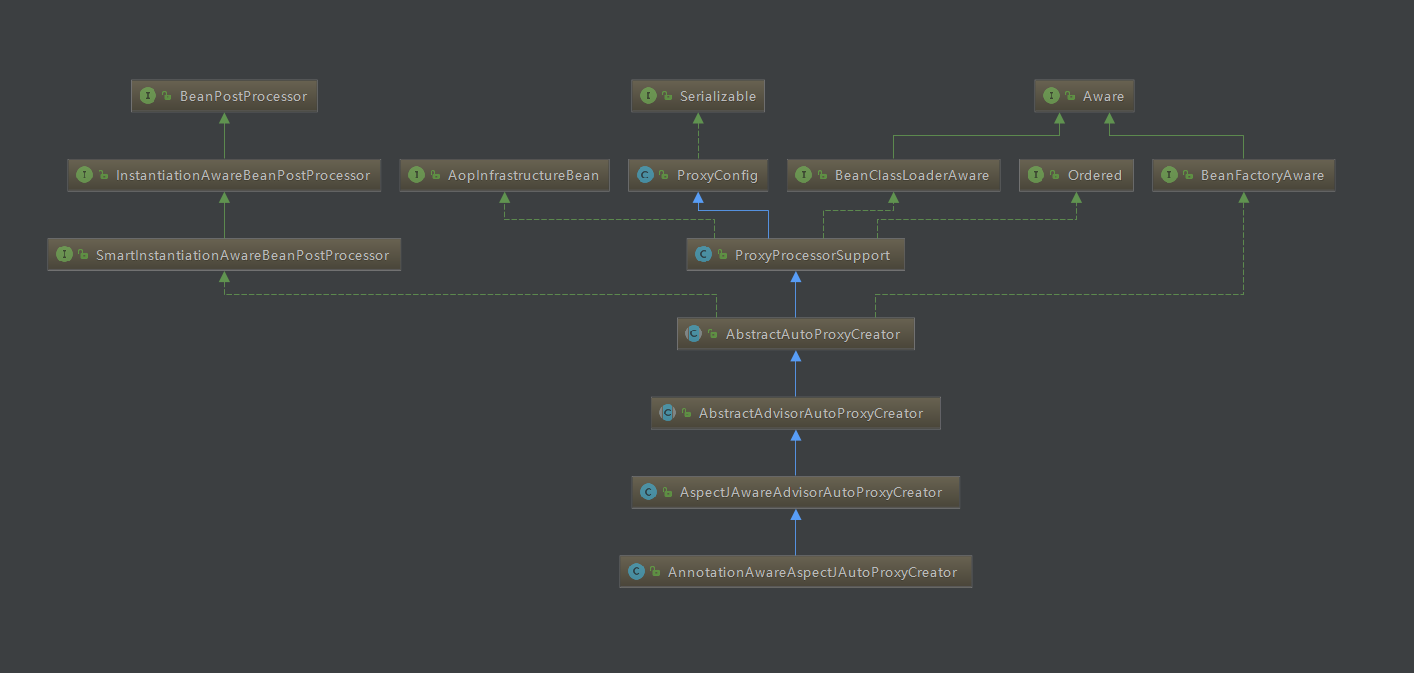 BeanPostProcessor
Serializable
Aware
InstantiationAwareBeanPostProcessor
AopInfrastructureBean
ProxyConfig
BeanClassLoaderAware
Ordered
BeanFactoryAware
SmartInstantiationAwareBeanPostProcessor
ProxyProcessorSupport
AbstractAutoProxyCreator
AbstractAdvisorAutoProxyCreator
AspectJAwareAdvisorAutoProxyCreator
AnnotationAwareAspectJAutoProxyCreator